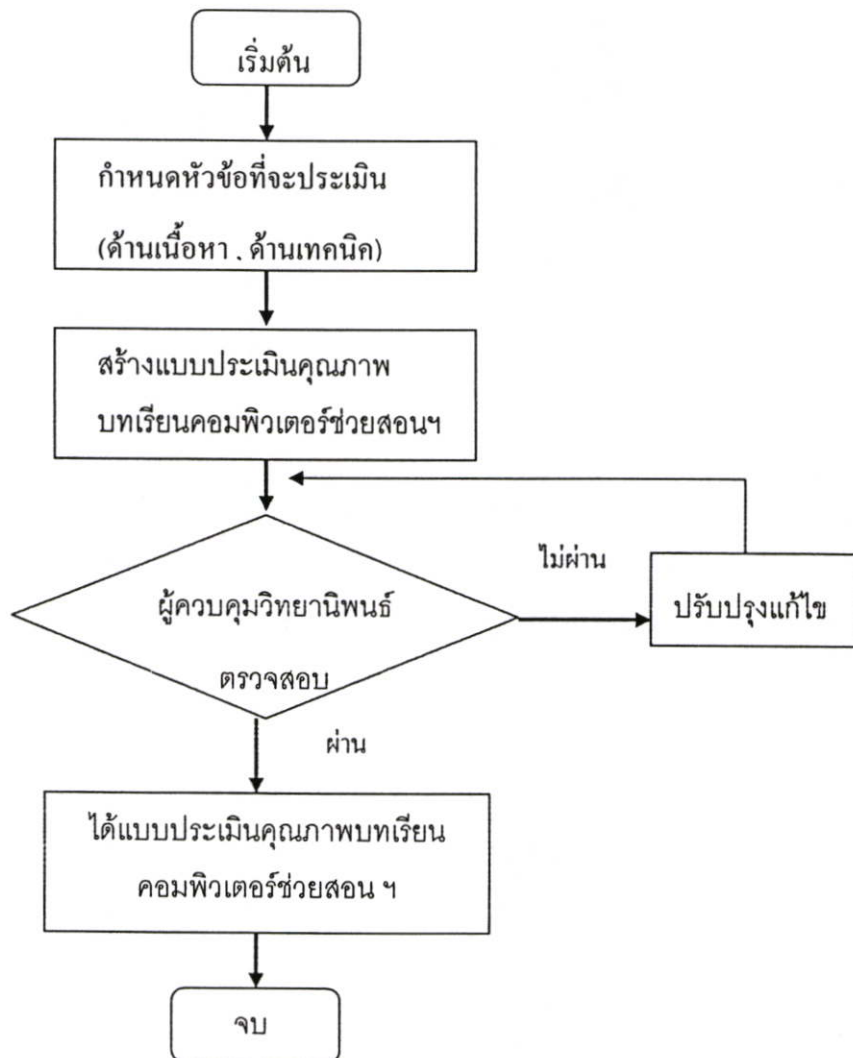 เริ่มต้น
กำหนดหัวข้อที่จะประเมิน
(ด้านเนื้อหา , ด้านเทคนิค)
สร้างแบบประเมินคุณภาพ
บทเรียนคอมพิวเตอร์ช่วยสอนฯ
ไม่ผ่าน
ผู้ควบคุมวิทยานิพนธ์
ตรวจสอบ
ปรับปรุงแก้ไข
ผ่าน
ได้แบบประเมินคุณภาพบทเรียน
คอมพิวเตอร์ช่วยสอน ฯ
จบ